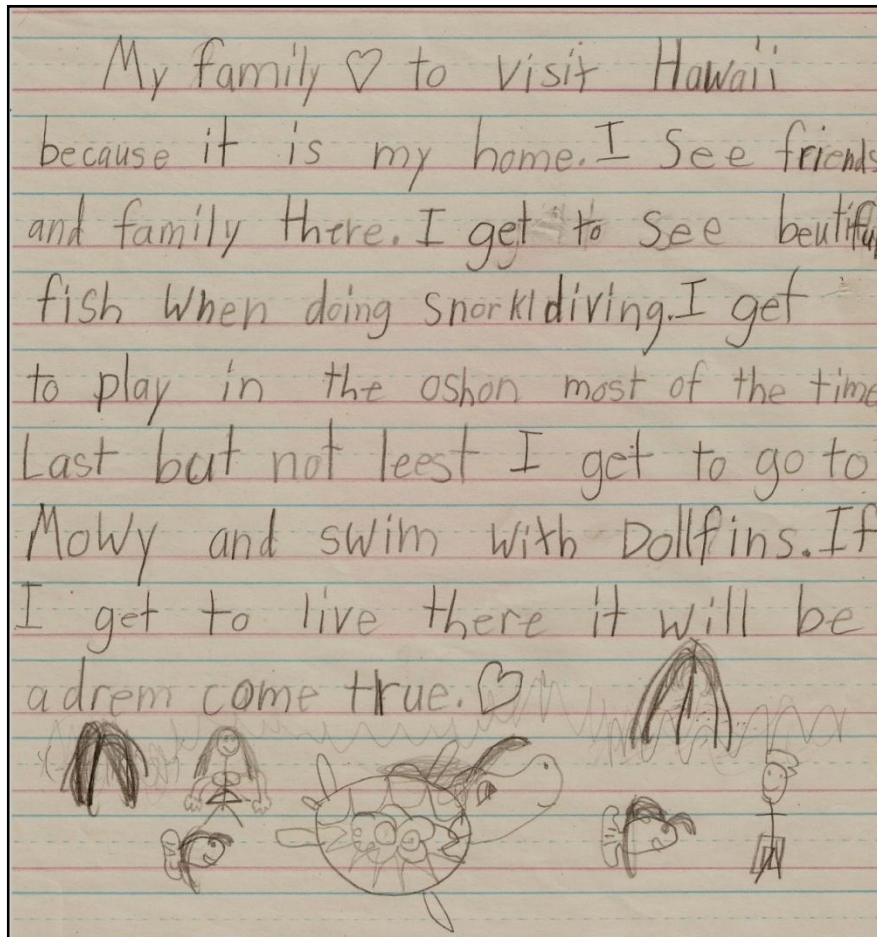 My family ♡ to visit Hawaii
because it is my home. I See friends
and family there. I get to see beutiful
fish when doing snorkldiving. I get
to play in the oshon most of the time
Last but not leest I get to go to
Mowy and swim with Dollfins. If
I get to live there it will be
a drem come true. ♡